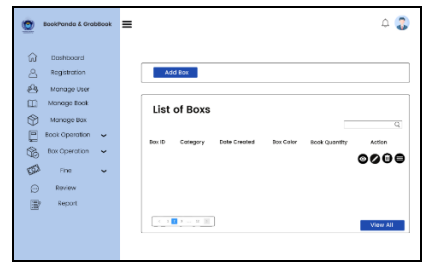 BookPanda & GrabBook
Dashboard
Registration
Manage User
Manage Book
Manage Box
Book Operation
Box Operation
Fine
Review
Report
Add Box
List of Boxs
Box ID Category Date Created Box Color Book Quantity Action
View All